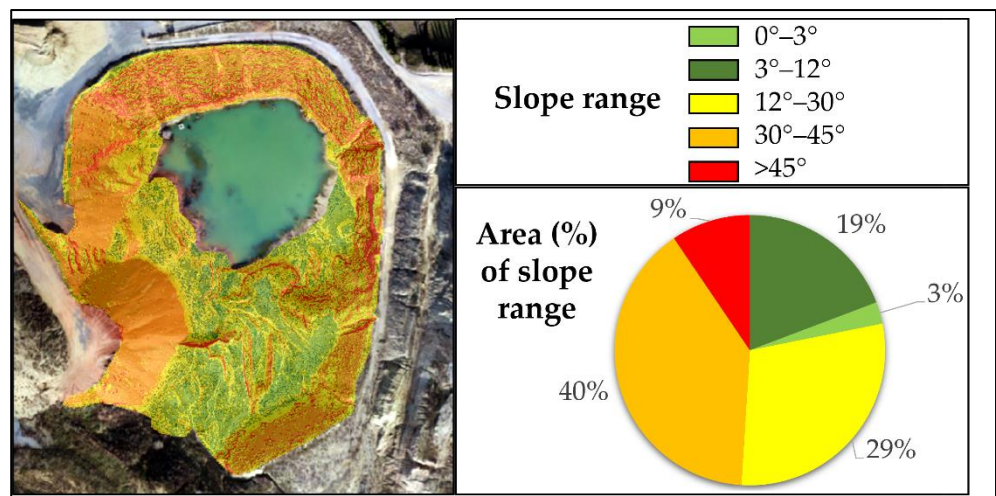 Slope range
0°–3°
3°–12°
12°–30°
30°–45°
>45°
Area (%)
of slope
range
9%
19%
3%
40%
29%